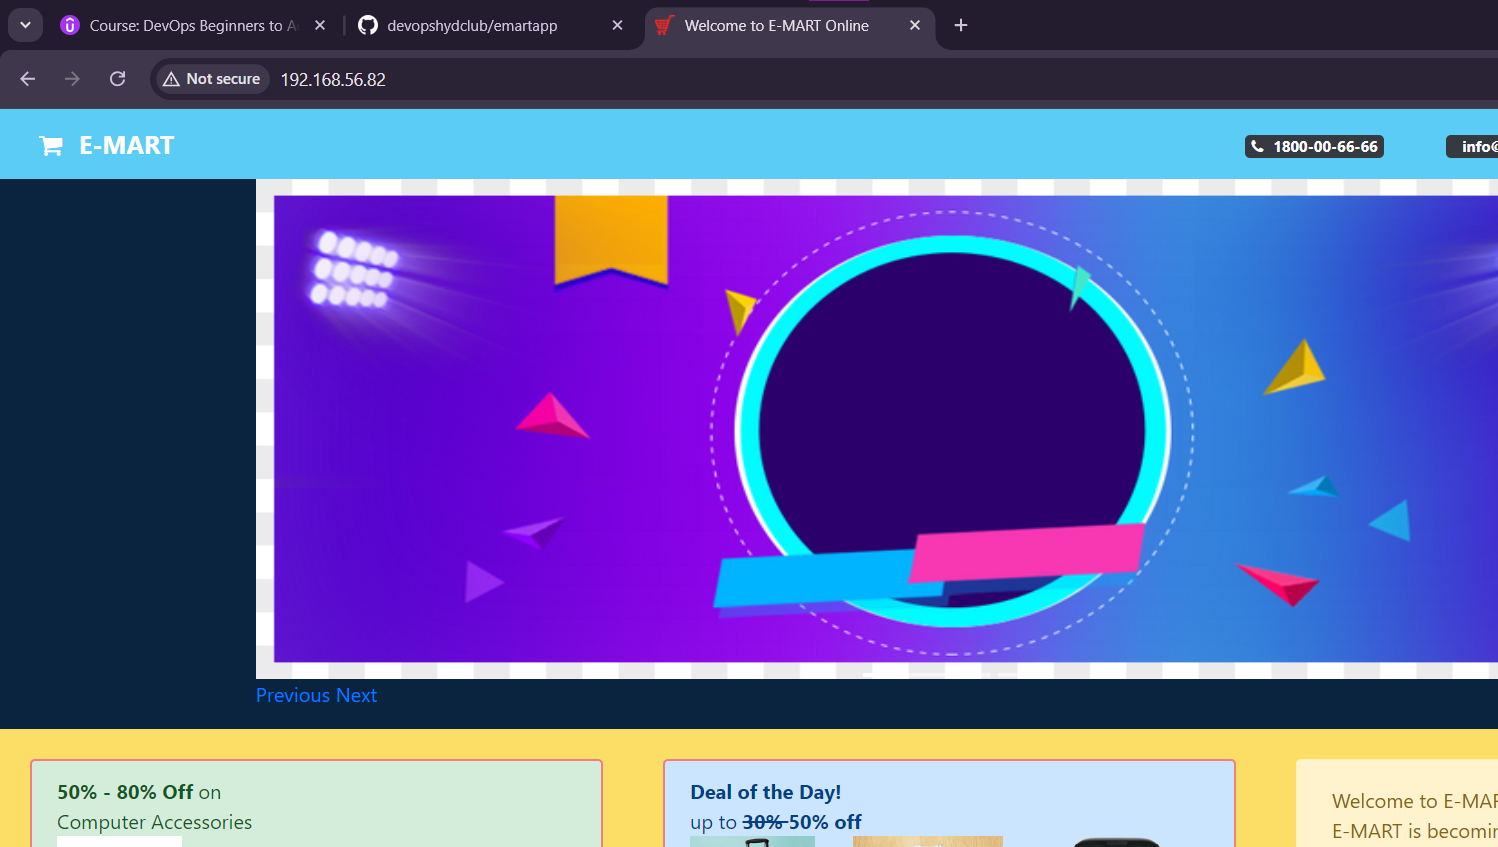 Course: DevOps Beginners to A
devopshydclub/emartapp
Welcome to E-MART Online
Not secure
192.168.56.82
E-MART
1800-00-66-66
info@
Previous Next
50% - 80% Off on
Computer Accessories
Deal of the Day!
up to 30% 50% off
Welcome to E-MAR
E-MART is becomin